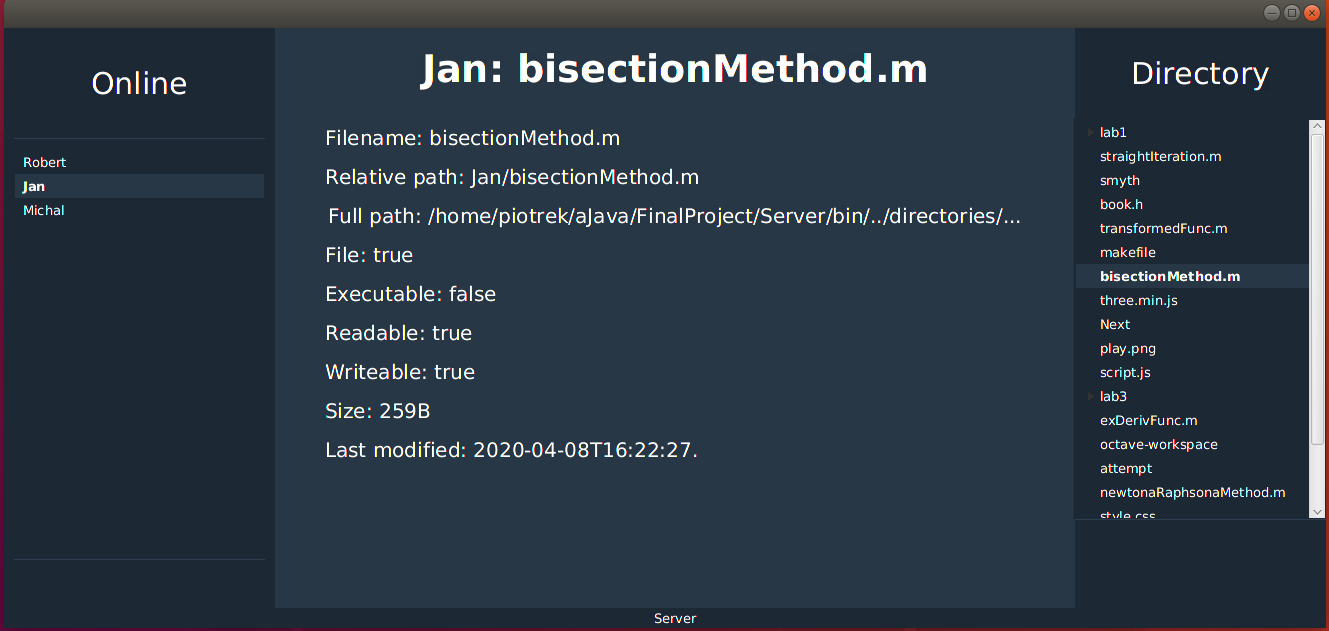 Online
Robert
Jan
Michal
Jan: bisectionMethod.m
Filename: bisectionMethod.m
Relative path: Jan/bisectionMethod.m
Full path: /home/piotrek/aJava/FinalProject/Server/bin/../directories/...
File: true
Executable: false
Readable: true
Writeable: true
Size: 259B
Last modified: 2020-04-08T16:22:27.
Directory
lab1
straightIteration.m
smyth
book.h
transformedFunc.m
makefile
bisectionMethod.m
three.min.js
Next
play.png
script.js
lab3
exDerivFunc.m
octave-workspace
attempt
newtonaRaphsonaMethod.m
style.css
Server